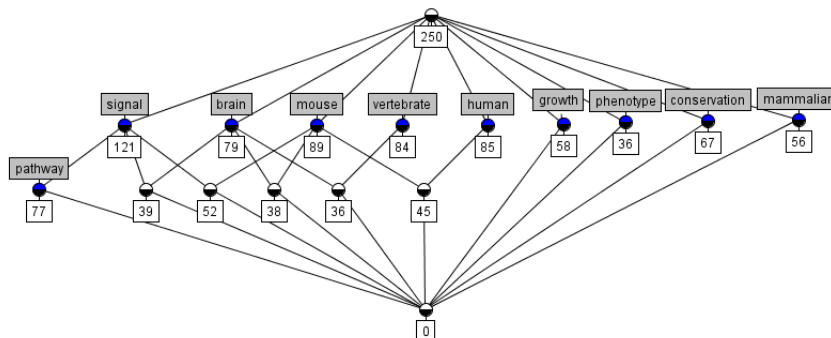 250
signal brain mouse vertebrate human growth phenotype conservation mammalian
121 79 89 84 85 58 36 67 56
pathway
77 39 52 38 36 45
0